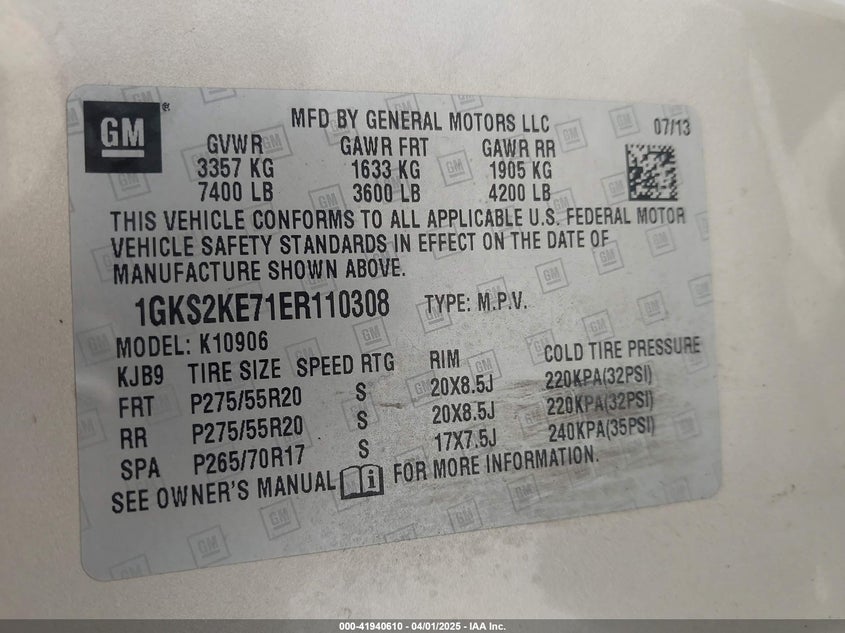 GM
MFD BY GENERAL MOTORS LLC 07/13
GVWR GAWR FRT GAWR RR
3357 KG 1633 KG 1905 KG
7400 LB 3600 LB 4200 LB
THIS VEHICLE CONFORMS TO ALL APPLICABLE U.S. FEDERAL MOTOR
VEHICLE SAFETY STANDARDS IN EFFECT ON THE DATE OF
MANUFACTURE SHOWN ABOVE.
1GKS2KE71ER110308 TYPE: M.P.V.
MODEL: K10906
KJB9 TIRE SIZE SPEED RTG RIM COLD TIRE PRESSURE
FRT P275/55R20 S 20X8.5J 220KPA(32PSI)
RR P275/55R20 S 20X8.5J 220KPA(32PSI)
SPA P265/70R17 S 17X7.5J 240KPA(35PSI)
SEE OWNER'S MANUAL FOR MORE INFORMATION.
000-41940610 - 04/01/2025 - IAA Inc.